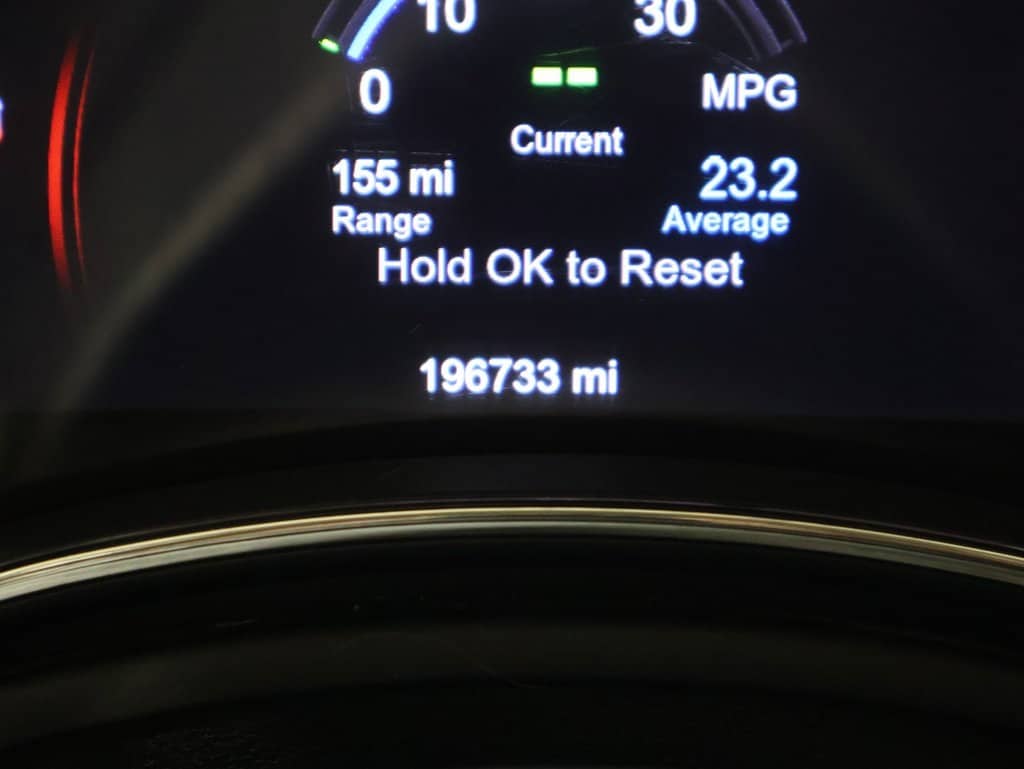 10 30
0 MPG
Current
155 mi 23.2
Range Average
Hold OK to Reset
196733 mi